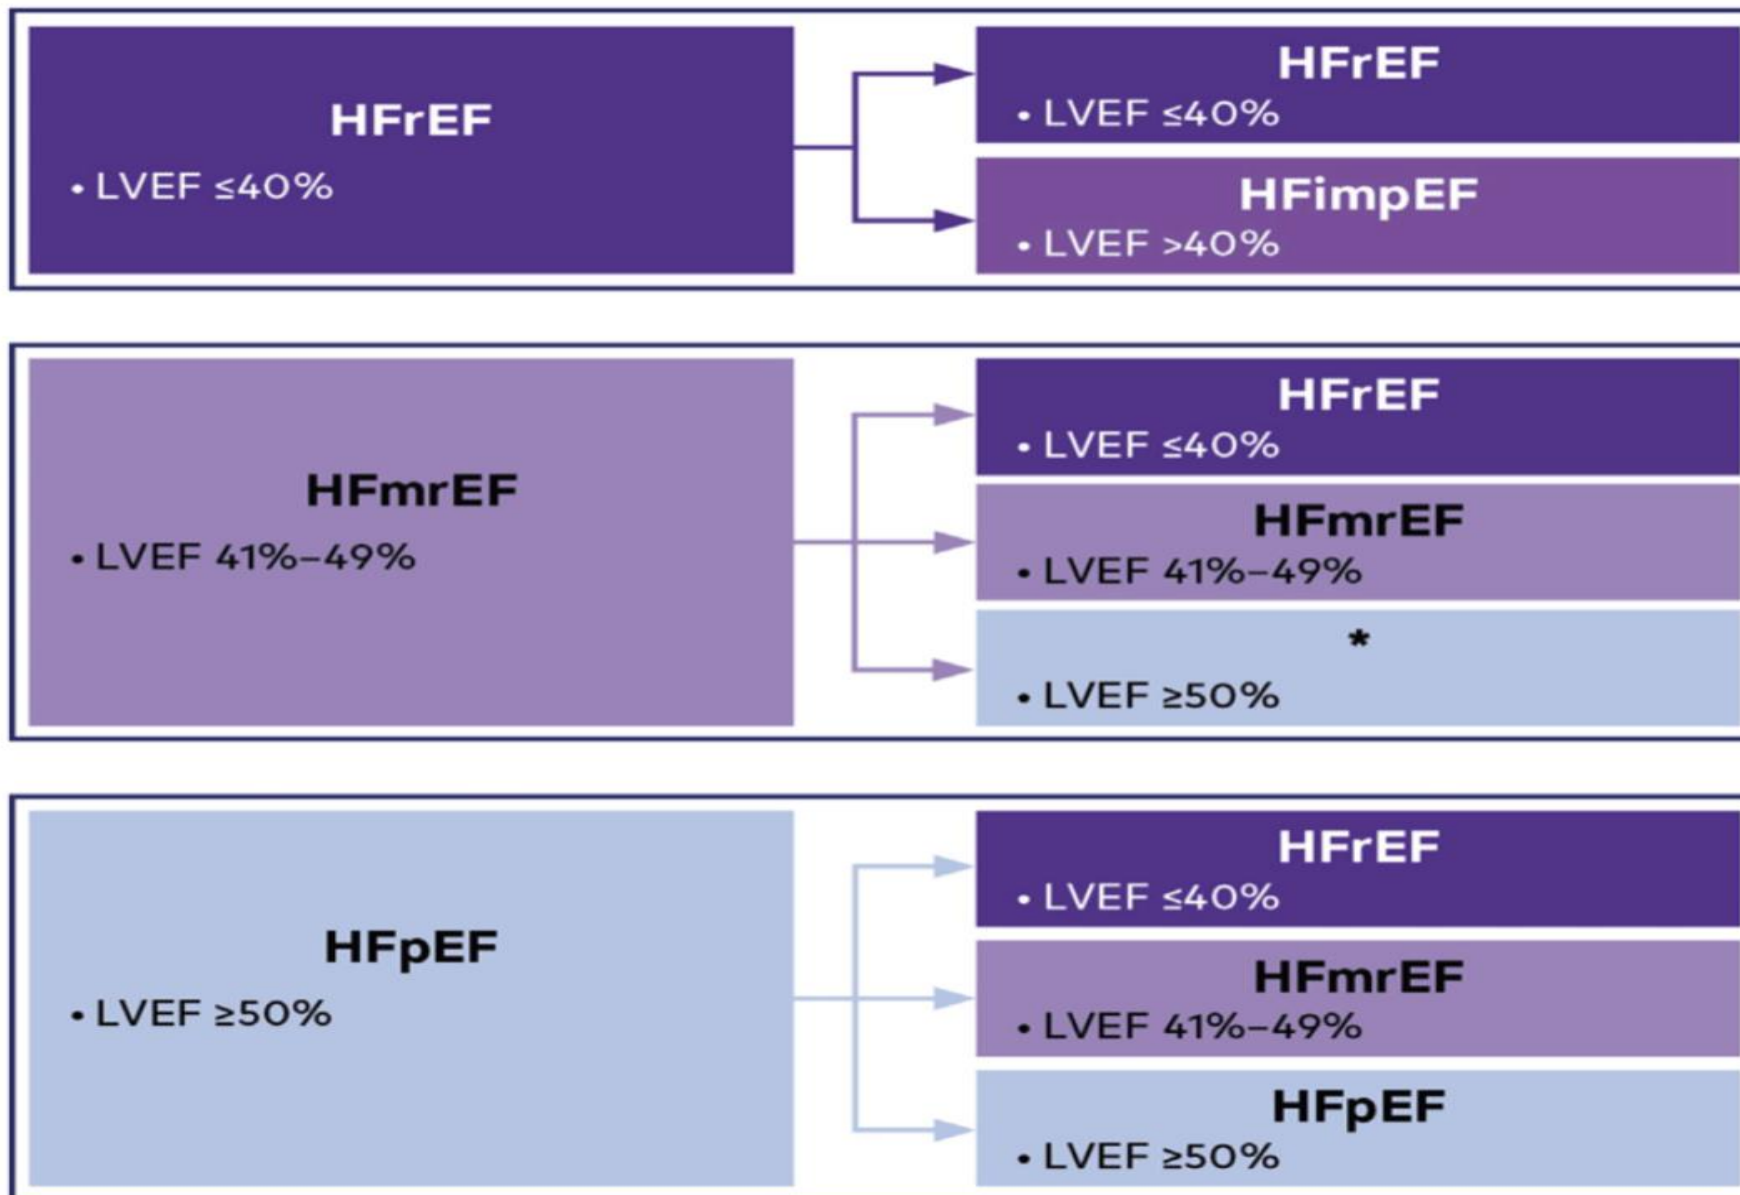 HFrEF
• LVEF ≤40%
HFrEF
• LVEF ≤40%
HFimpEF
• LVEF >40%
HFmrEF
• LVEF 41%–49%
HFrEF
• LVEF ≤40%
HFmrEF
• LVEF 41%–49%
*
• LVEF ≥50%
HFpEF
• LVEF ≥50%
HFrEF
• LVEF ≤40%
HFmrEF
• LVEF 41%–49%
HFpEF
• LVEF ≥50%